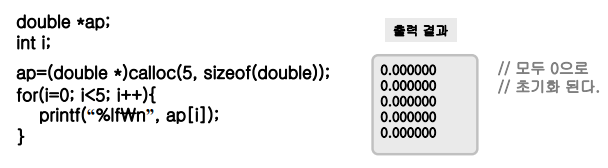 double *ap;
int i;
ap=(double *)calloc(5, sizeof(double));
for(i=0; i<5; i++){
printf(“%lf₩n”, ap[i]);
}
출력 결과
0.000000
0.000000
0.000000
0.000000
0.000000
// 모두 0으로
// 초기화 된다.